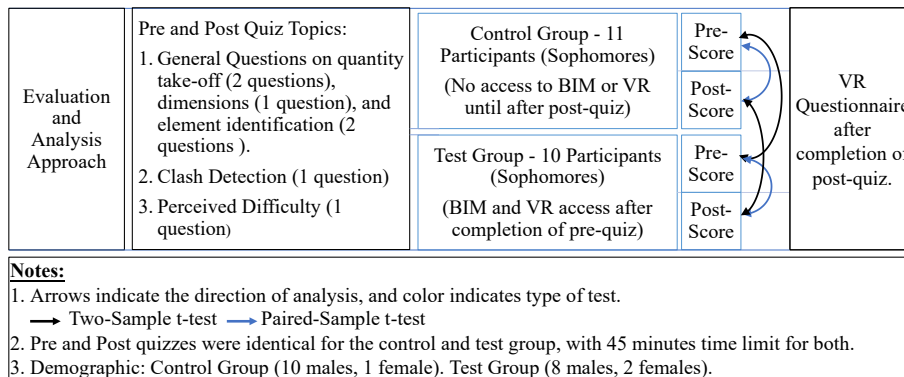 Evaluation
and
Analysis
Approach
Pre and Post Quiz Topics:
1. General Questions on quantity
take-off (2 questions),
dimensions (1 question), and
element identification (2
questions ).
2. Clash Detection (1 question)
3. Perceived Difficulty (1
question)
Control Group - 11
Participants (Sophomores)
(No access to BIM or VR
until after post-quiz)
Pre-
Score
Post-
Score
Test Group - 10 Participants
(Sophomores)
(BIM and VR access after
completion of pre-quiz)
Pre-
Score
Post-
Score
VR
Questionnaire
after
completion of
post-quiz.
Notes:
1. Arrows indicate the direction of analysis, and color indicates type of test.
Two-Sample t-test Paired-Sample t-test
2. Pre and Post quizzes were identical for the control and test group, with 45 minutes time limit for both.
3. Demographic: Control Group (10 males, 1 female). Test Group (8 males, 2 females).